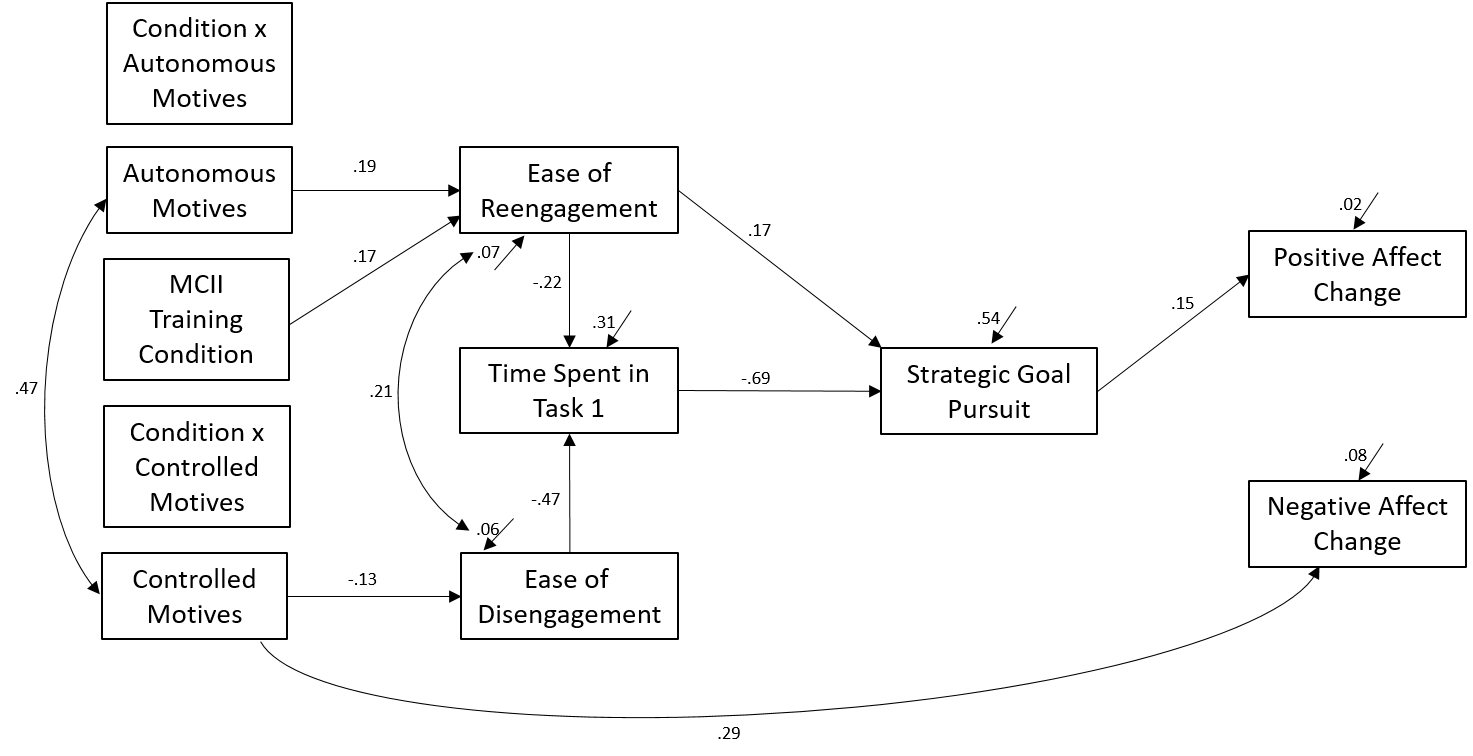 Condition x
Autonomous
Motives
Autonomous
Motives
.19
Ease of
Reengagement
.17
MCII
Training
Condition
.07
-.22
.17
.02
Positive Affect
Change
.15
.31
.54
.47
.21
Time Spent in
Task 1
-.69
Strategic Goal
Pursuit
Condition x
Controlled
Motives
-.47
.06
.08
Negative Affect
Change
Controlled
Motives
-.13
Ease of
Disengagement
.29